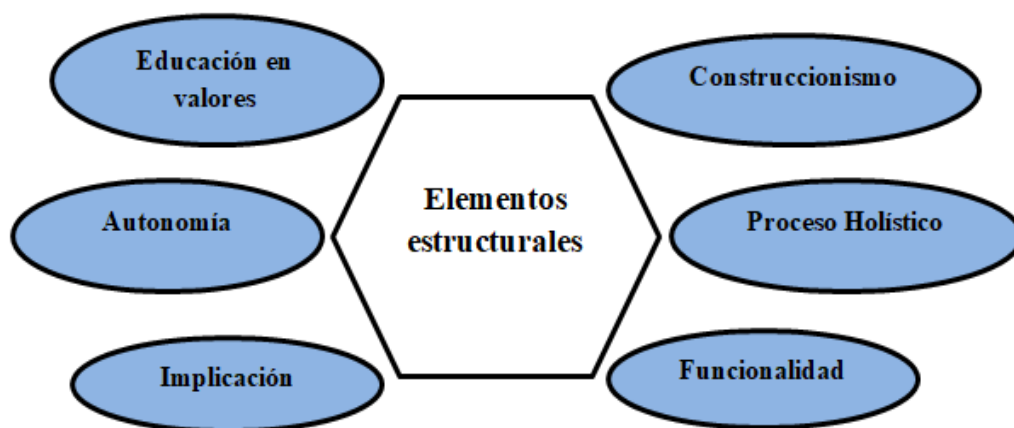 Educación en
valores
Construccionismo
Elementos
estructurales
Autonomía
Proceso Holístico
Implicación
Funcionalidad